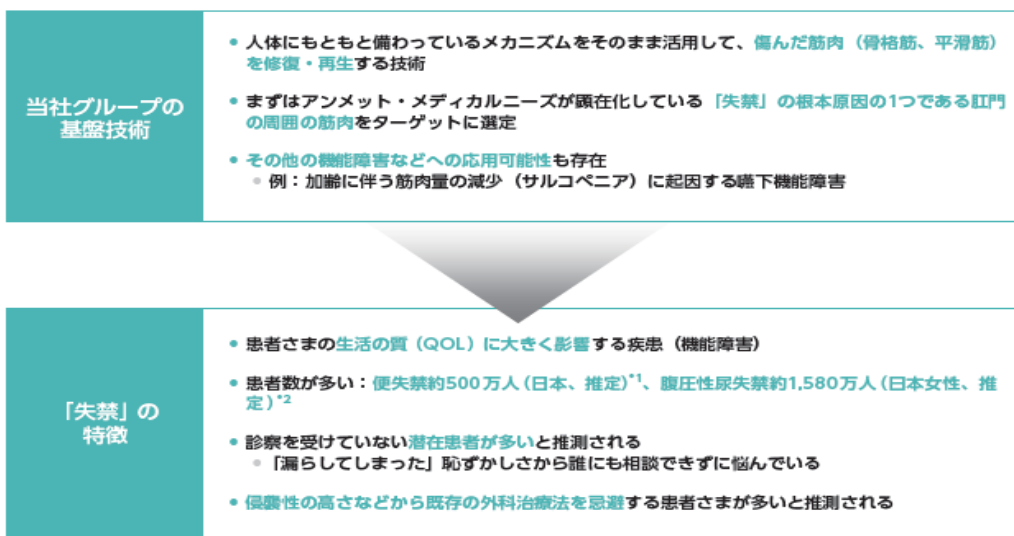 当社グループの
基盤技術
• 人体にもともと備わっているメカニズムをそのまま活用して、傷んだ筋肉（骨格筋、平滑筋）
を修復・再生する技術
• まずはアンメット・メディカルニーズが顕在化している「失禁」の根本原因の1つである肛門
の周囲の筋肉をターゲットに選定
• その他の機能障害などへの応用可能性も存在
• 例：加齢に伴う筋肉量の減少（サルコペニア）に起因する嚥下機能障害
「失禁」の
特徴
• 患者さまの生活の質（QOL）に大きく影響する疾患（機能障害）
• 患者数が多い：便失禁約500万人（日本、推定）*1、腹圧性尿失禁約1,580万人（日本女性、推
定）*2
• 診察を受けていない潜在患者が多いと推測される
• 「漏らしてしまった」恥ずかしさから誰にも相談できずに悩んでいる
• 侵襲性の高さなどから既存の外科治療法を忌避する患者さまが多いと推測される